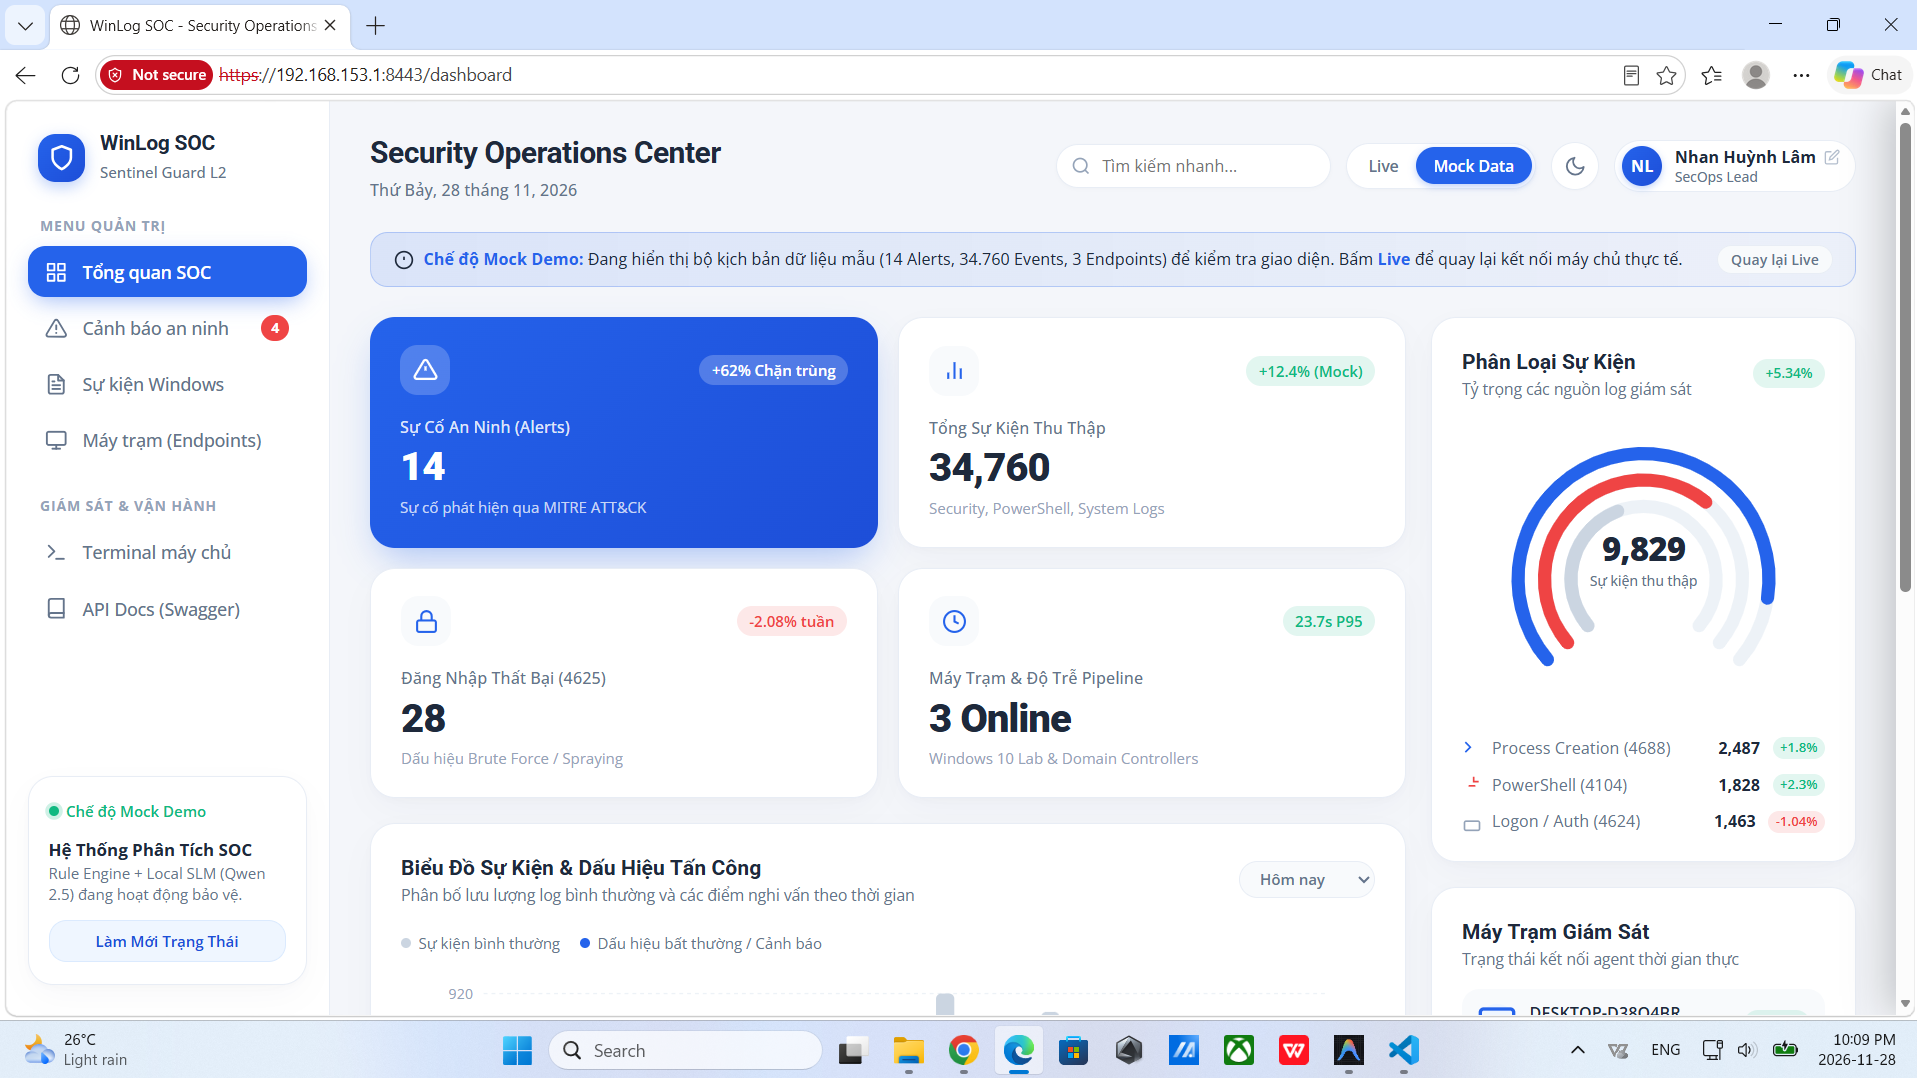 WinLog SOC - Security Operations
Not secure
https://192.168.153.1:8443/dashboard
Chat
WinLog SOC
Sentinel Guard L2
MENU QUẢN TRỊ
Tổng quan SOC
Cảnh báo an ninh
4
Sự kiện Windows
Máy trạm (Endpoints)
GIÁM SÁT & VẬN HÀNH
Terminal máy chủ
API Docs (Swagger)
Chế độ Mock Demo
Hệ Thống Phân Tích SOC
Rule Engine + Local SLM (Qwen
2.5) đang hoạt động bảo vệ.
Làm Mới Trạng Thái
Security Operations Center
Thứ Bảy, 28 tháng 11, 2026
Tìm kiếm nhanh...
Live
Mock Data
NL
Nhan Huỳnh Lâm
SecOps Lead
Chế độ Mock Demo: Đang hiển thị bộ kịch bản dữ liệu mẫu (14 Alerts, 34.760 Events, 3 Endpoints) để kiểm tra giao diện. Bấm Live để quay lại kết nối máy chủ thực tế.
Quay lại Live
+62% Chặn trùng
Sự Cố An Ninh (Alerts)
14
Sự cố phát hiện qua MITRE ATT&CK
+12.4% (Mock)
Tổng Sự Kiện Thu Thập
34,760
Security, PowerShell, System Logs
-2.08% tuần
Đăng Nhập Thất Bại (4625)
28
Dấu hiệu Brute Force / Spraying
23.7s P95
Máy Trạm & Độ Trễ Pipeline
3 Online
Windows 10 Lab & Domain Controllers
Phân Loại Sự Kiện
Tỷ trọng các nguồn log giám sát
+5.34%
9,829
Sự kiện thu thập
Process Creation (4688)
2,487
+1.8%
PowerShell (4104)
1,828
+2.3%
Logon / Auth (4624)
1,463
-1.04%
Biểu Đồ Sự Kiện & Dấu Hiệu Tấn Công
Phân bố lưu lượng log bình thường và các điểm nghi vấn theo thời gian
Hôm nay
Sự kiện bình thường
Dấu hiệu bất thường / Cảnh báo
920
Máy Trạm Giám Sát
Trạng thái kết nối agent thời gian thực
DESKTOP-D38O4BR
26°C
Light rain
Search
ENG
10:09 PM
2026-11-28